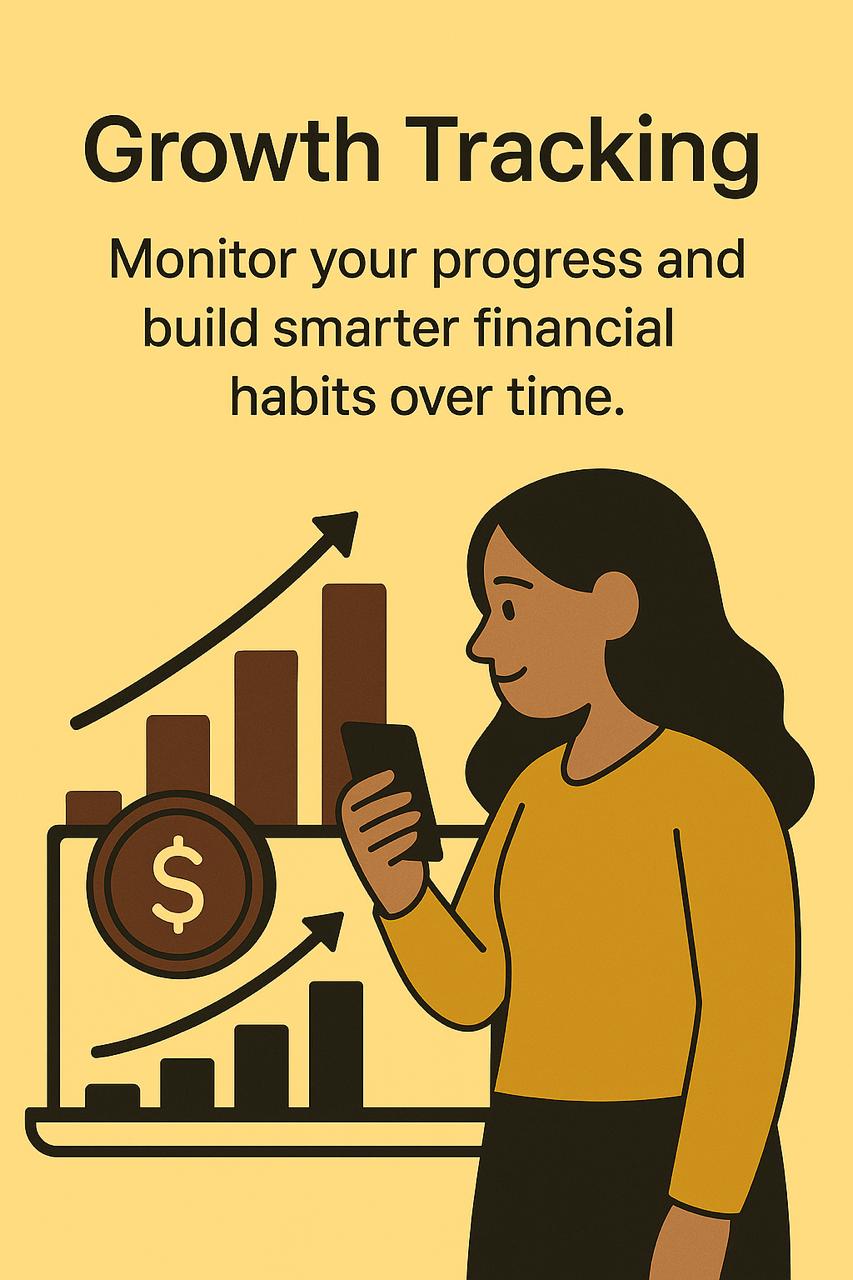 Growth Tracking
Monitor your progress and
build smarter financial
habits over time.
$